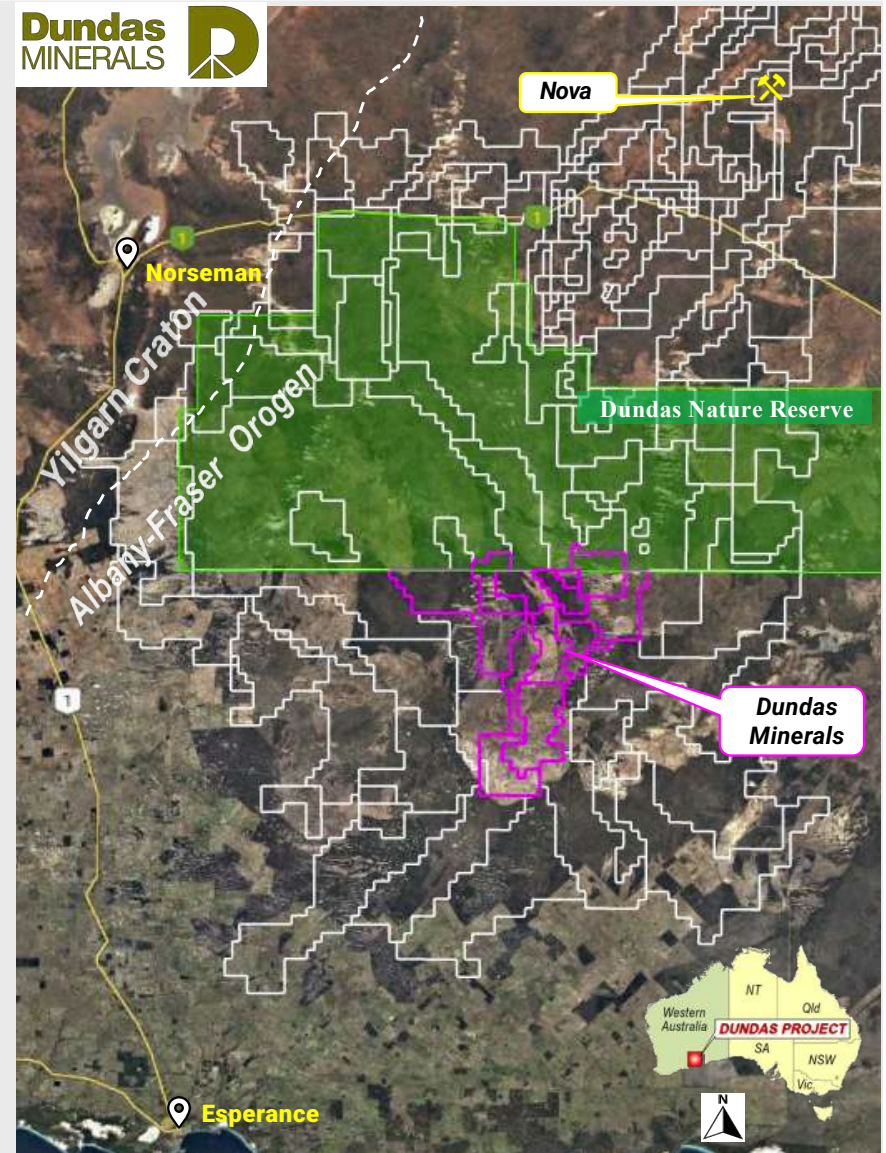 Dundas
MINERALS
Nova
1
1
Norseman
Yilgarn Craton
Albany-Fraser Orogen
Dundas Nature Reserve
1
Dundas
Minerals
NT
Qld
Western
Australia
DUNDAS PROJECT
SA
NSW
Vic.
N
Esperance